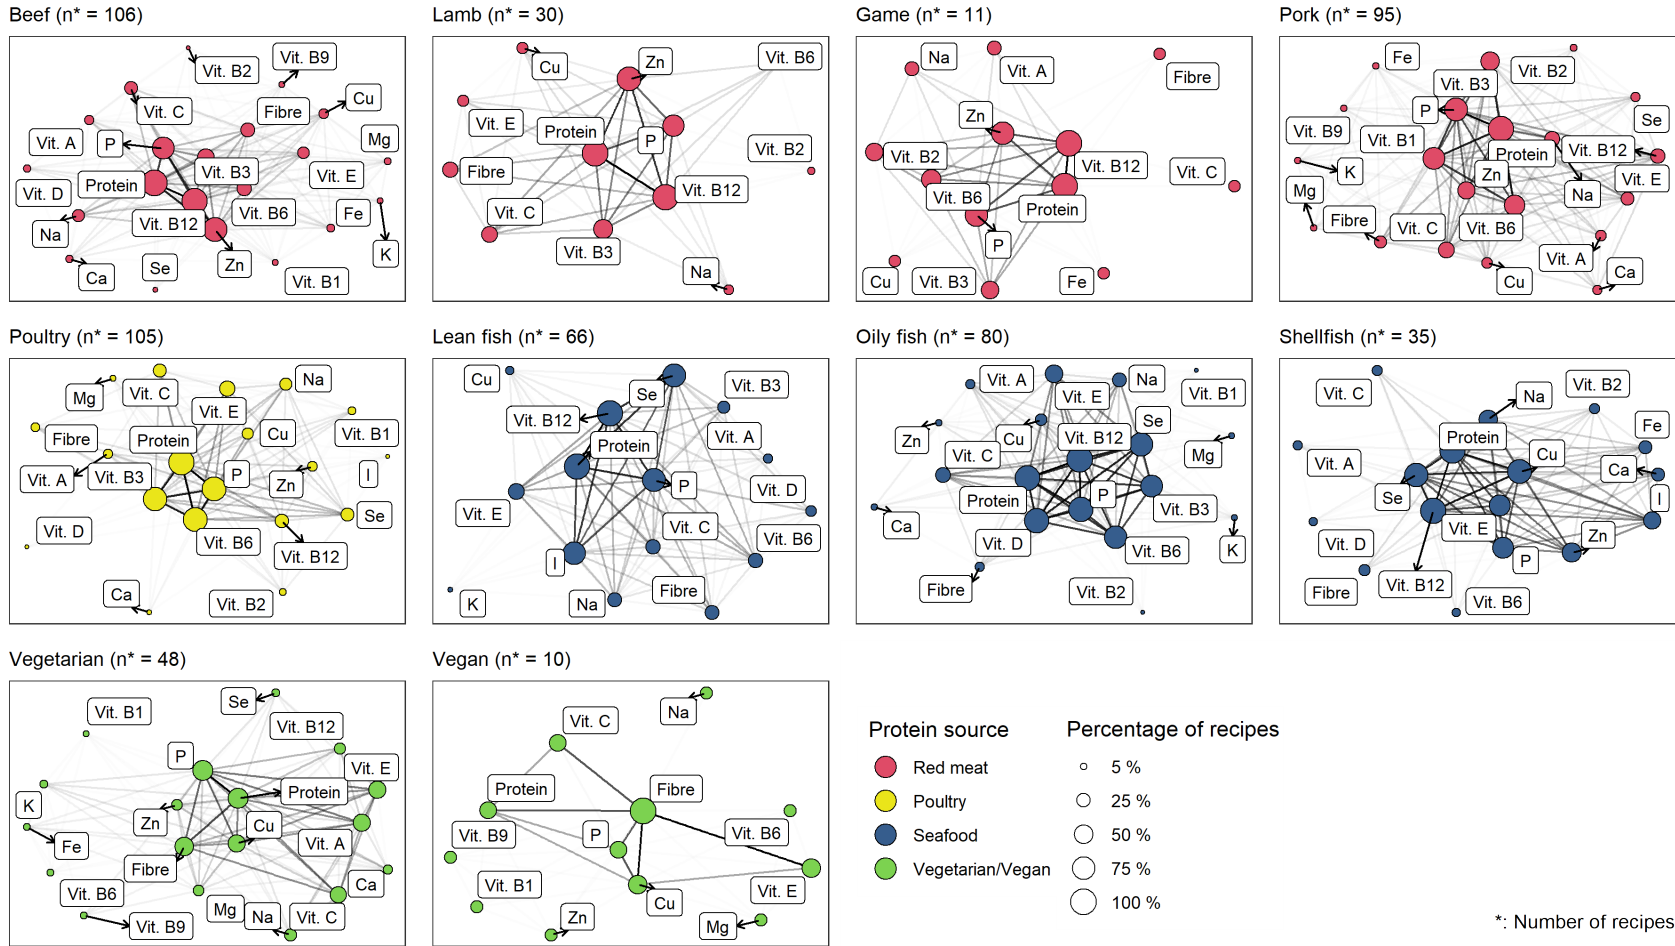 Beef (n* = 106)
Vit. B2
Vit. B9
Vit. C
Fibre
Cu
Vit. A
P
Mg
Vit. B3
Vit. D
Protein
Vit. E
Vit. B12
Vit. B6
Fe
Na
K
Ca
Se
Zn
Vit. B1
Lamb (n* = 30)
Cu
Zn
Vit. B6
Vit. E
Protein
P
Vit. B2
Fibre
Vit. B12
Vit. C
Vit. B3
Na
Game (n* = 11)
Na
Vit. A
Fibre
Zn
Vit. B2
Vit. B12
Vit. C
Vit. B6
Protein
P
Cu
Vit. B3
Fe
Pork (n* = 95)
Fe
Vit. B3
Vit. B2
P
Se
Vit. B9
Vit. B1
Protein
Vit. B12
K
Zn
Vit. E
Mg
Na
Fibre
Vit. C
Vit. B6
Vit. A
Cu
Ca
Poultry (n* = 105)
Mg
Vit. C
Na
Vit. E
Fibre
Protein
Cu
Vit. B1
Vit. A
Vit. B3
P
Zn
I
Se
Vit. D
Vit. B6
Vit. B12
Ca
Vit. B2
Lean fish (n* = 66)
Cu
Se
Vit. B3
Vit. B12
Protein
Vit. A
P
Vit. D
Vit. E
Vit. C
Vit. B6
I
K
Na
Fibre
Oily fish (n* = 80)
Vit. A
Vit. E
Na
Vit. B1
Se
Zn
Cu
Vit. B12
Vit. C
Mg
Protein
P
Vit. B3
Vit. D
Vit. B6
Ca
K
Fibre
Vit. B2
Shellfish (n* = 35)
Vit. C
Na
Vit. B2
Fe
Protein
Cu
Vit. A
Ca
Se
I
Vit. E
Zn
Vit. D
P
Fibre
Vit. B12
Vit. B6
Vegetarian (n* = 48)
Se
Vit. B1
Vit. B12
P
Vit. E
K
Protein
Zn
Cu
Fe
Vit. A
Fibre
Ca
Vit. B6
Mg
Na
Vit. C
Vit. B9
Vegan (n* = 10)
Na
Vit. C
Protein
Fibre
Vit. B9
P
Vit. B6
Vit. B1
Vit. E
Cu
Zn
Mg
Protein source
Red meat
Poultry
Seafood
Vegetarian/Vegan
Percentage of recipes
5 %
25 %
50 %
75 %
100 %
*: Number of recipes